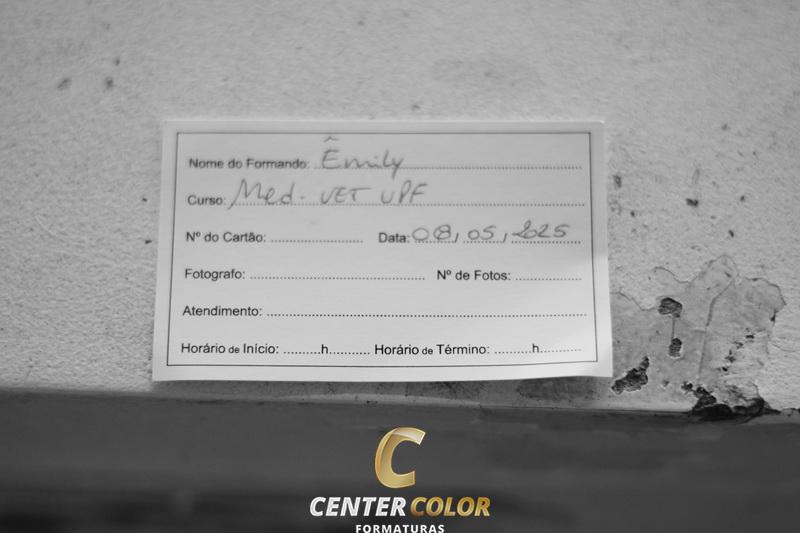 Nome do Formando: Êmily
Curso: Med. VET UPF
Nº do Cartão: ........................ Data: 08/05/2025
Fotografo: ............................................ Nº de Fotos: ................
Atendimento: ................................................................................
Horário de Início: .........h.......... Horário de Término: .........h..........
C
CENTER COLOR
FORMATURAS